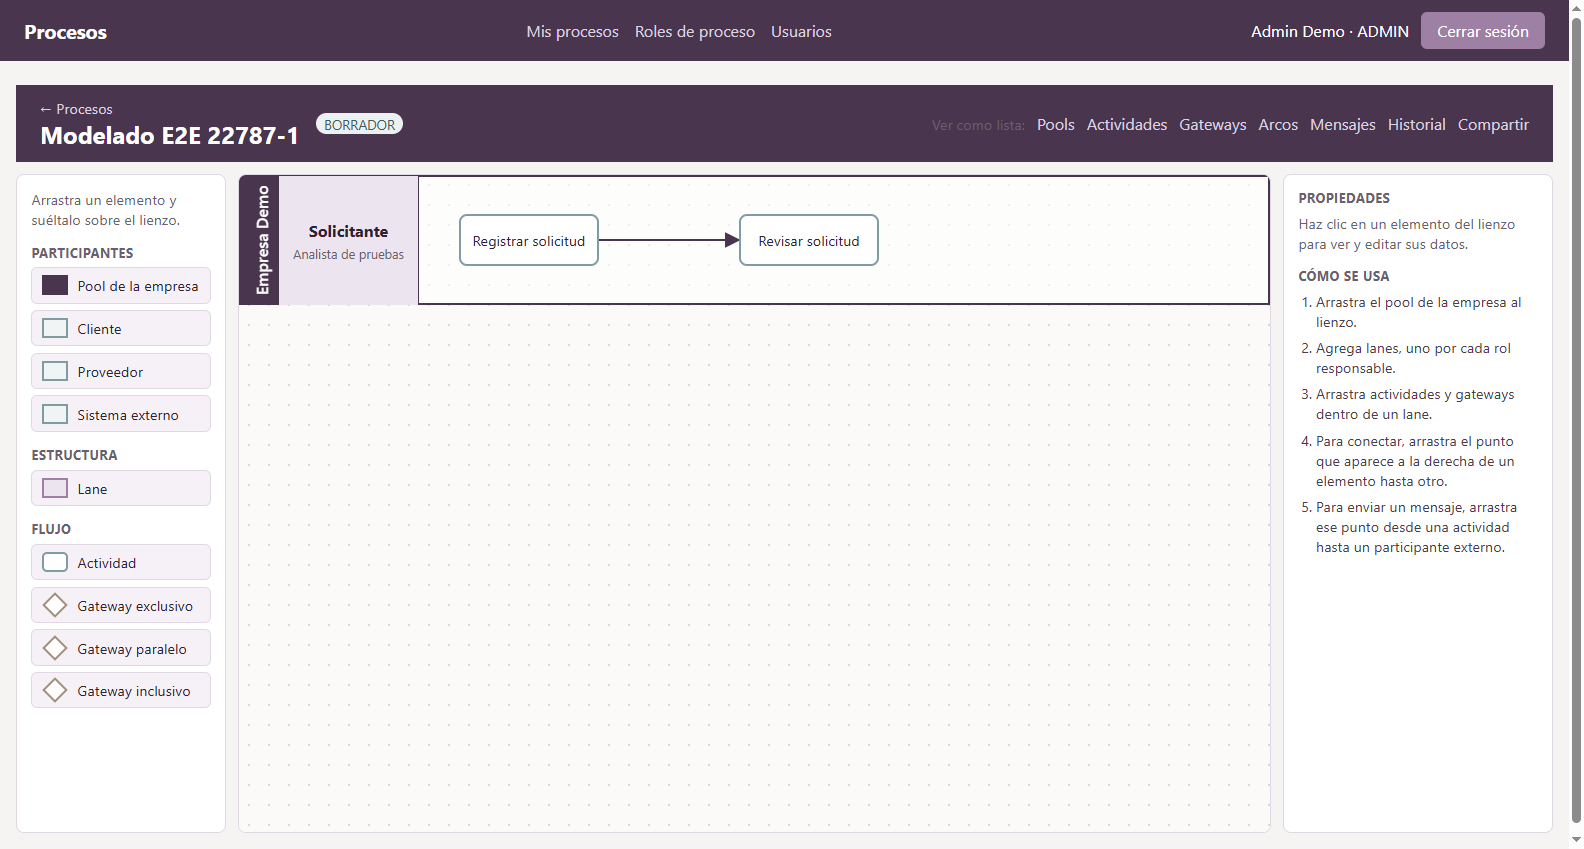 Procesos
Mis procesos
Roles de proceso
Usuarios
Admin Demo · ADMIN
Cerrar sesión
← Procesos
Modelado E2E 22787-1
BORRADOR
Ver como lista:
Pools
Actividades
Gateways
Arcos
Mensajes
Historial
Compartir
Arrastra un elemento y
suéltalo sobre el lienzo.
PARTICIPANTES
Pool de la empresa
Cliente
Proveedor
Sistema externo
ESTRUCTURA
Lane
FLUJO
Actividad
Gateway exclusivo
Gateway paralelo
Gateway inclusivo
Empresa Demo
Solicitante
Analista de pruebas
Registrar solicitud
Revisar solicitud
PROPIEDADES
Haz clic en un elemento del lienzo
para ver y editar sus datos.
CÓMO SE USA
1. Arrastra el pool de la empresa al
lienzo.
2. Agrega lanes, uno por cada rol
responsable.
3. Arrastra actividades y gateways
dentro de un lane.
4. Para conectar, arrastra el punto
que aparece a la derecha de un
elemento hasta otro.
5. Para enviar un mensaje, arrastra
ese punto desde una actividad
hasta un participante externo.